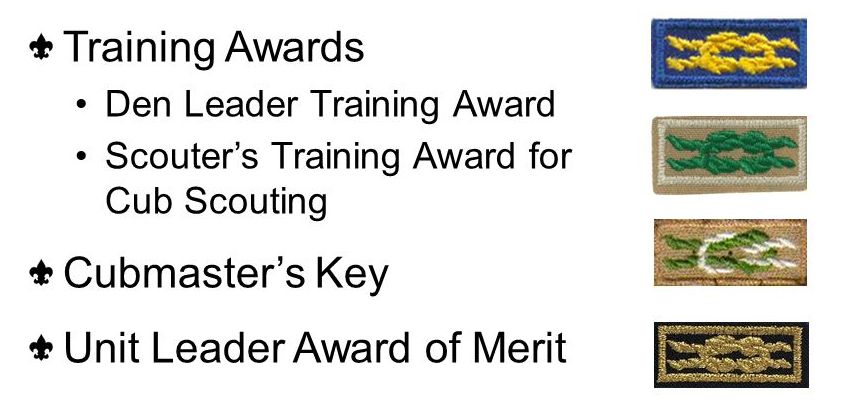 Training Awards
• Den Leader Training Award
• Scouter's Training Award for
Cub Scouting
Cubmaster's Key
Unit Leader Award of Merit